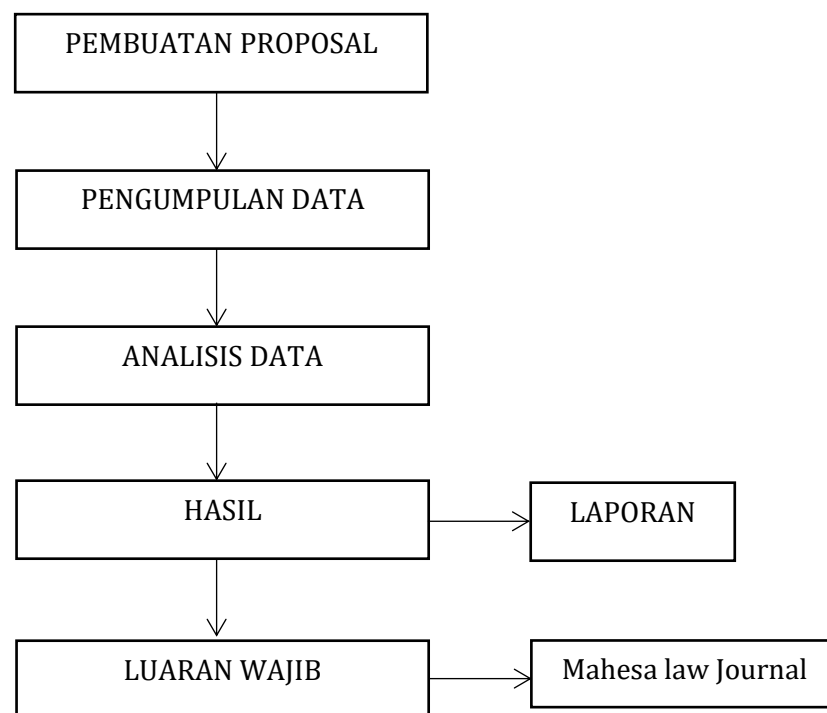 PEMBUATAN PROPOSAL
PENGUMPULAN DATA
ANALISIS DATA
HASIL
LAPORAN
LUARAN WAJIB
Mahesa law Journal